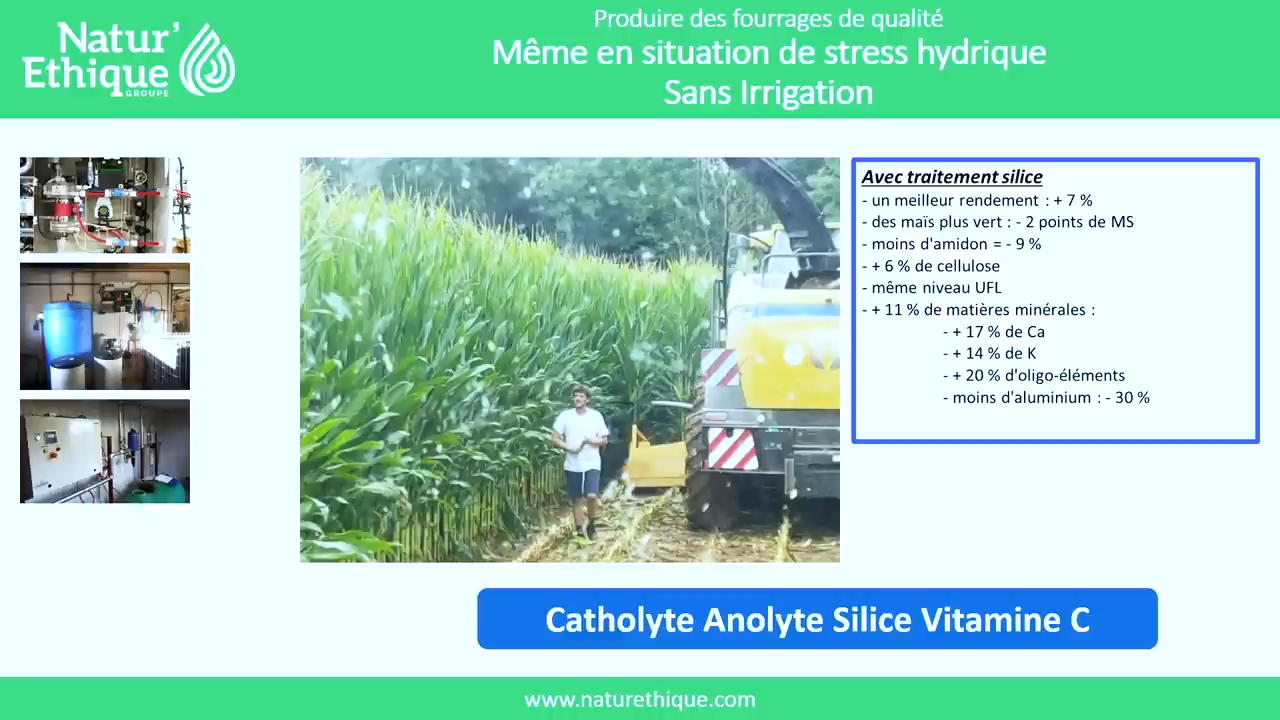 Natur'
Ethique
GROUPE
Produire des fourrages de qualité
Même en situation de stress hydrique
Sans Irrigation
Avec traitement silice
- un meilleur rendement : + 7 %
- des maïs plus vert : - 2 points de MS
- moins d'amidon = - 9 %
- + 6 % de cellulose
- même niveau UFL
- + 11 % de matières minérales :
- + 17 % de Ca
- + 14 % de K
- + 20 % d'oligo-éléments
- moins d'aluminium : - 30 %
Catholyte Anolyte Silice Vitamine C
www.naturethique.com